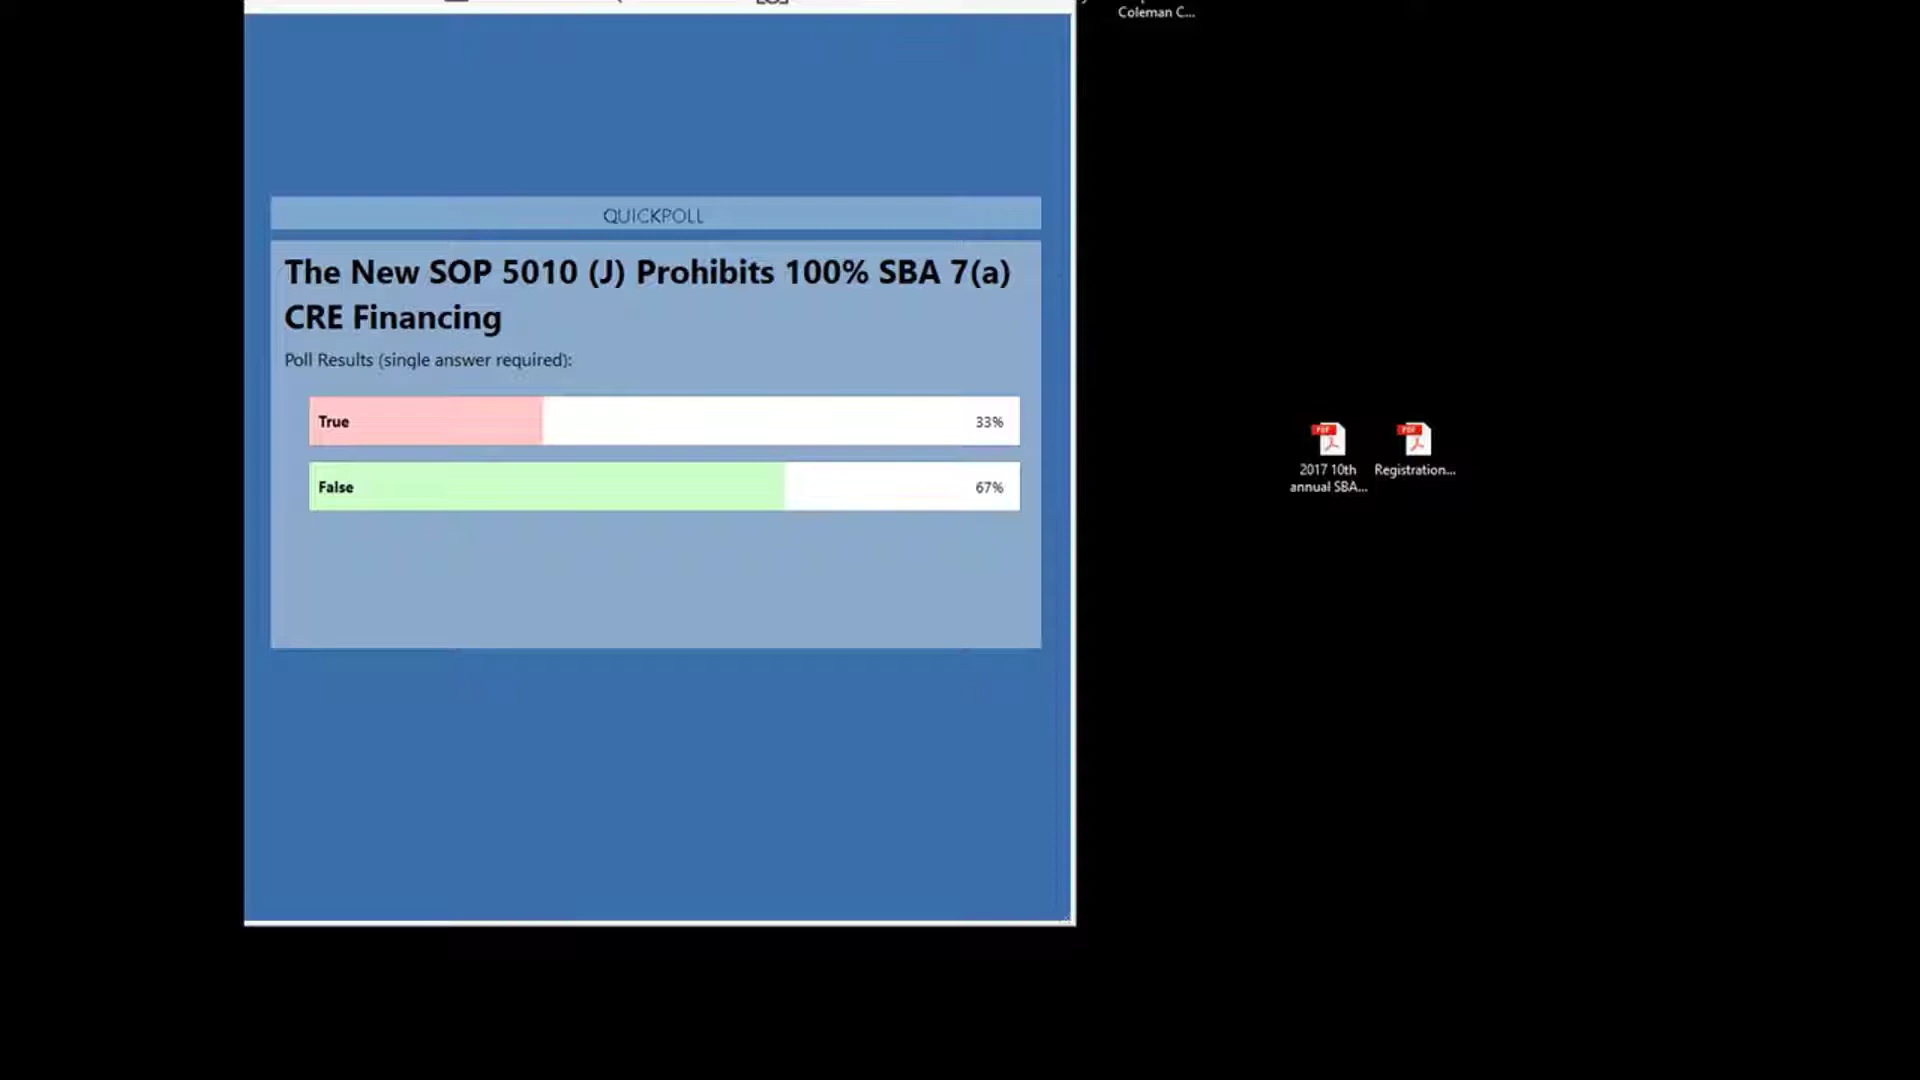 Coleman C...
QUICKPOLL
The New SOP 5010 (J) Prohibits 100% SBA 7(a)
CRE Financing
Poll Results (single answer required):
True 33%
False 67%
2017 10th
annual SBA...
Registration...